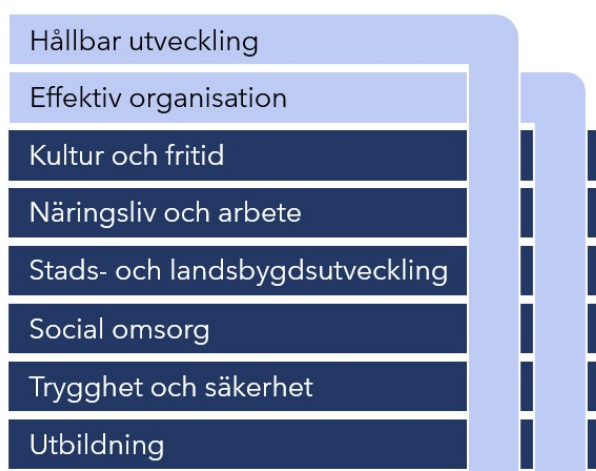 Hållbar utveckling
Effektiv organisation
Kultur och fritid
Näringsliv och arbete
Stads- och landsbygdsutveckling
Social omsorg
Trygghet och säkerhet
Utbildning